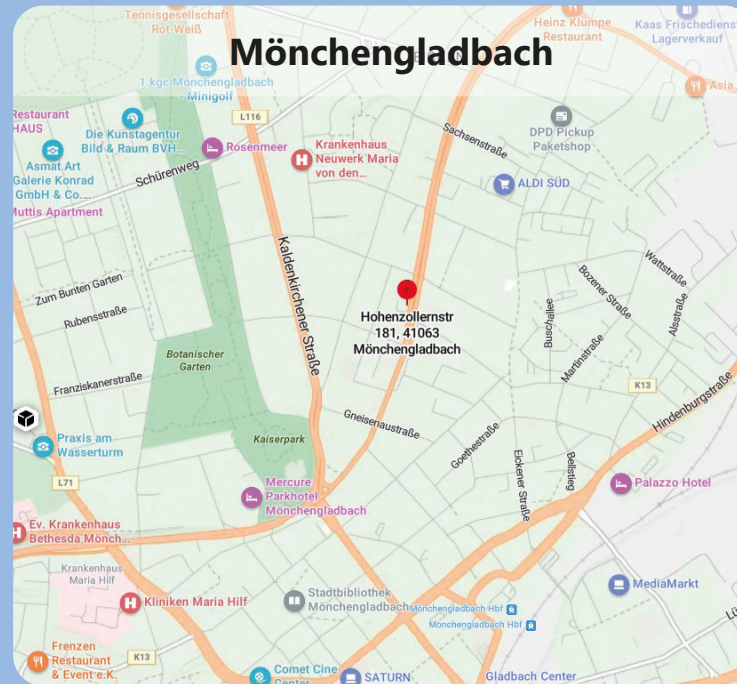 Tennisgesellschaft
Rot-Weiß
Heinz Klumpe
Restaurant
Kaas Frischedienst
Lagerverkauf
Mönchengladbach
1.kgc Mönchengladbach
- Minigolf
Asia
Restaurant
HAUS
L116
Die Kunstagentur
Bild & Raum BVH...
Sachsenstraße
DPD Pickup
Paketshop
Rosenmeer
Krankenhaus
Neuwerk Maria
von den...
Asmat Art
Galerie Konrad
GmbH & Co....
Schürenweg
ALDI SÜD
Muttis Apartment
Kaldenkirchener Straße
Wattstraße
Bozener Straße
Zum Bunten Garten
Rubensstraße
Hohenzollernstr
181, 41063
Mönchengladbach
Buschallee
Alsstraße
Martinstraße
Botanischer
Garten
Franziskanerstraße
K13
Hindenburgstraße
Gneisenaustraße
Kaiserpark
Goethestraße
Praxis am
Wasserturm
Eickener Straße
Bellstieg
L71
Mercure
Parkhotel
Mönchengladbach
Palazzo Hotel
Ev. Krankenhaus
Bethesda Mönch...
Krankenhaus
Maria Hilf
MediaMarkt
Kliniken Maria Hilf
Stadtbibliothek
Mönchengladbach
Mönchengladbach Hbf
Mönchengladbach Hbf
Frenzen
Restaurant
& Event e.K.
K13
Comet Cine
Center
SATURN
Gladbach Center